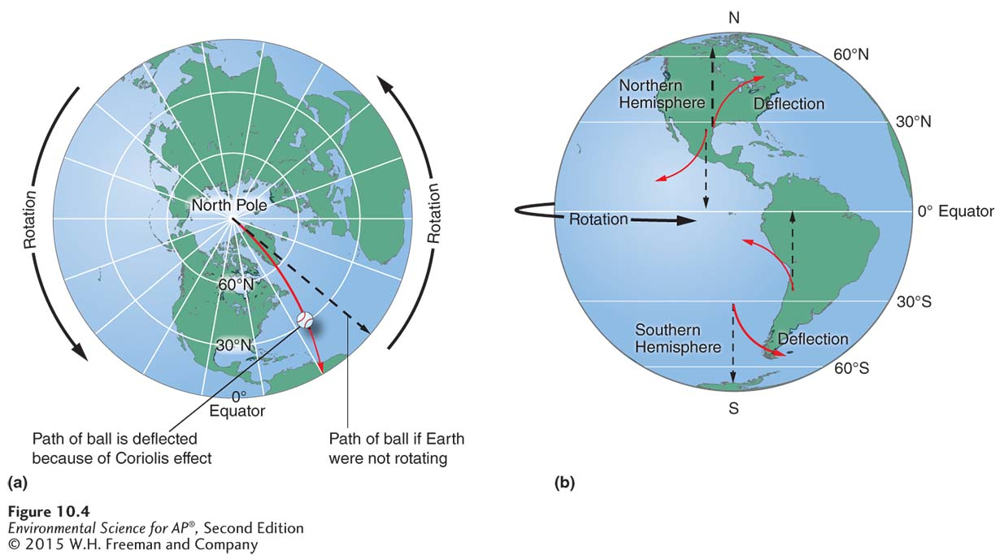 Rotation
North Pole
60°N
30°N
0°
Equator
Rotation
Path of ball is deflected
because of Coriolis effect
Path of ball if Earth
were not rotating
(a)
N
60°N
Northern
Hemisphere
Deflection
30°N
Rotation
0° Equator
30°S
Southern
Hemisphere
Deflection
60°S
S
(b)
Figure 10.4
Environmental Science for AP®, Second Edition
© 2015 W.H. Freeman and Company